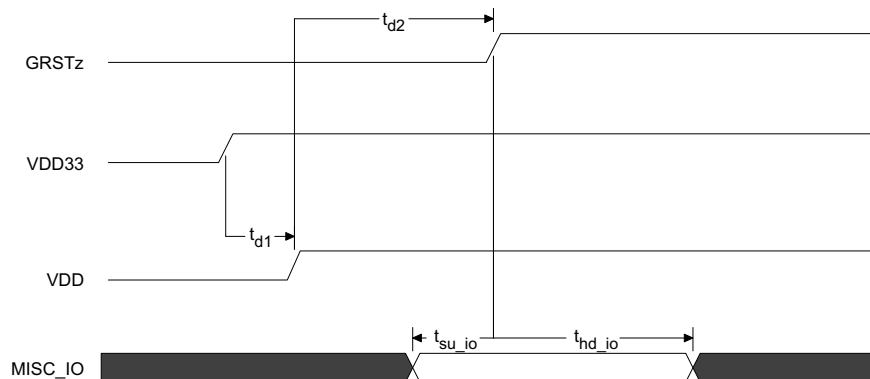 t_d2
GRSTz
VDD33
t_d1
VDD
t_su_io
t_hd_io
MISC_IO